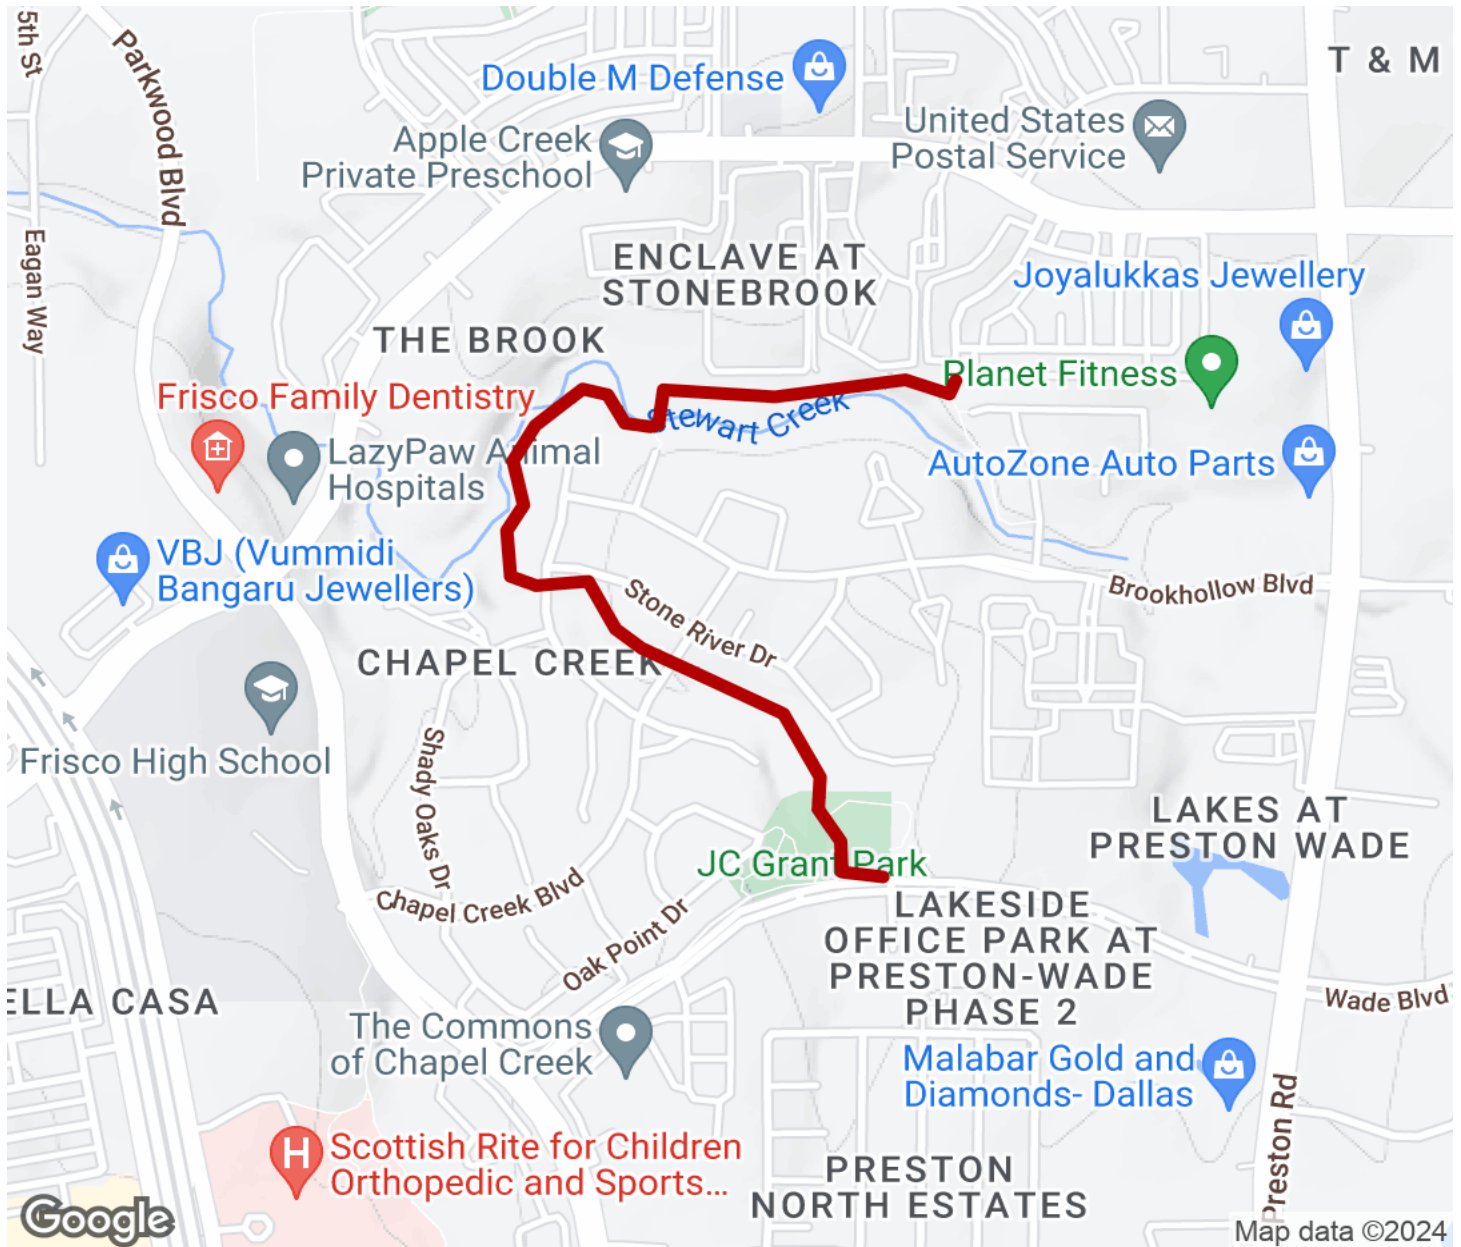 5th St
Parkwood Blvd
T & M
Double M Defense
United States
Postal Service
Apple Creek
Private Preschool
Eagan Way
ENCLAVE AT
STONEBROOK
Joyalukkas Jewellery
THE BROOK
Planet Fitness
Frisco Family Dentistry
Stewart Creek
LazyPaw Animal
Hospitals
AutoZone Auto Parts
VBJ (Vummidi
Bangaru Jewellers)
Brookhollow Blvd
Stone River Dr
CHAPEL CREEK
Frisco High School
Shady Oaks Dr
LAKES AT
PRESTON WADE
JC Grant Park
Chapel Creek Blvd
LAKESIDE
OFFICE PARK AT
PRESTON-WADE
PHASE 2
Oak Point Dr
ELLA CASA
Wade Blvd
The Commons
of Chapel Creek
Malabar Gold and
Diamonds- Dallas
Preston Rd
H
Scottish Rite for Children
Orthopedic and Sports...
PRESTON
NORTH ESTATES
Google
Map data ©2024